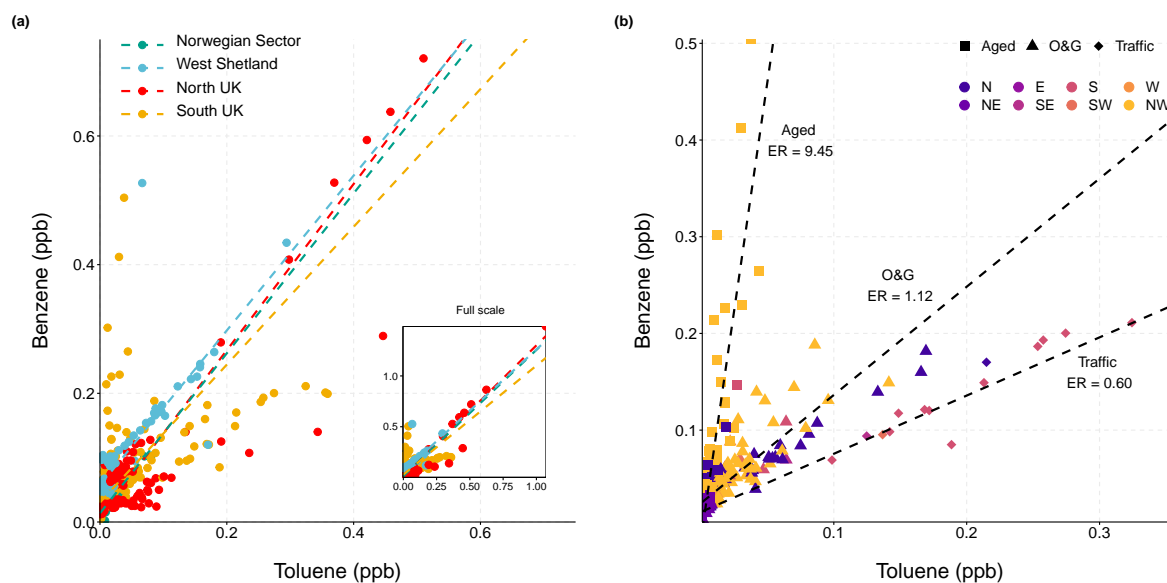 (a)
Norwegian Sector
West Shetland
North UK
South UK
Benzene (ppb)
0.6
0.4
0.2
0.0
0.0
0.2
0.4
0.6
Toluene (ppb)
Full scale
1.0
0.5
0.0
0.00
0.25
0.50
0.75
1.00
(b)
Aged O&G Traffic
N E S W
NE SE SW NW
Benzene (ppb)
0.5
0.4
0.3
0.2
0.1
Aged
ER = 9.45
O&G
ER = 1.12
Traffic
ER = 0.60
0.1
0.2
0.3
Toluene (ppb)